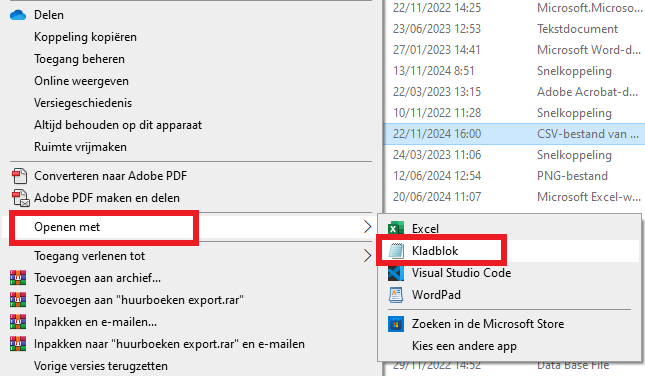 Delen
Koppeling kopiëren
Toegang beheren
Online weergeven
Versiegeschiedenis
Altijd behouden op dit apparaat
Ruimte vrijmaken
Converteren naar Adobe PDF
Adobe PDF maken en delen
Openen met
Toegang verlenen tot
Toevoegen aan archief...
Toevoegen aan "huurboeken export.rar"
Inpakken en e-mailen...
Inpakken naar "huurboeken export.rar" en e-mailen
Vorige versies terugzetten
22/11/2022 14:25 Microsoft.Microso...
22/06/2023 12:53 Tekstdocument
27/01/2023 14:41 Microsoft Word-d...
13/11/2024 8:51 Snelkoppeling
22/03/2023 13:15 Adobe Acrobat-d...
10/11/2022 11:28 Snelkoppeling
22/11/2024 16:00 CSV-bestand van ...
24/03/2023 11:06 Snelkoppeling
12/06/2024 12:54 PNG-bestand
20/06/2024 11:07 Microsoft Excel-w...
Excel
Kladblok
Visual Studio Code
WordPad
Zoeken in de Microsoft Store
Kies een andere app
29/11/2022 14:48 Data Base File